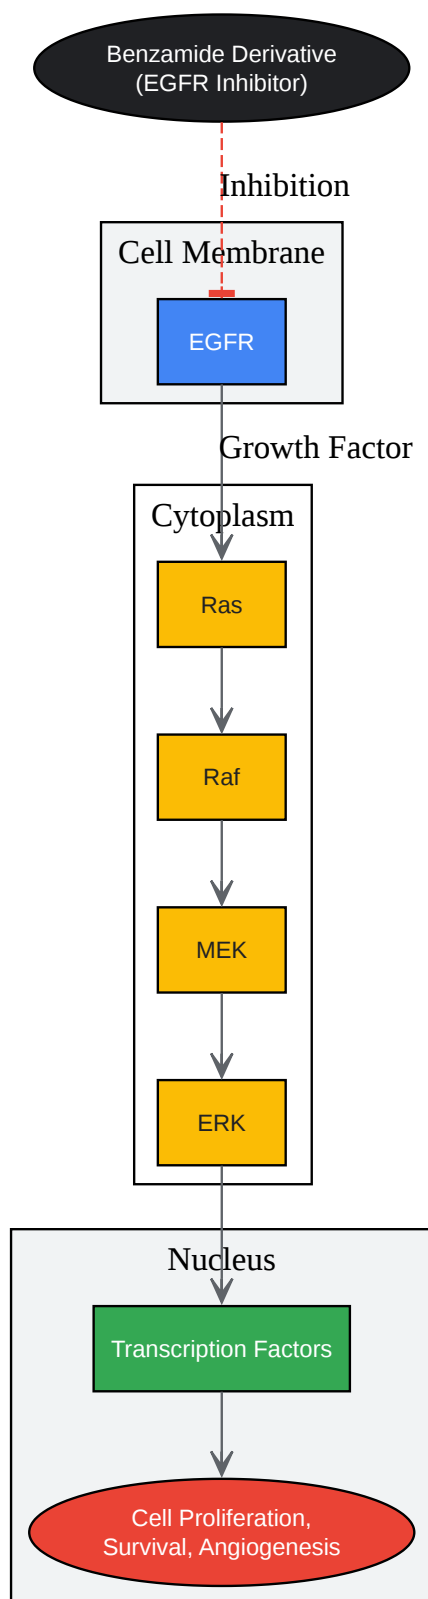 Benzamide Derivative
(EGFR Inhibitor)
Inhibition
Cell Membrane
EGFR
Growth Factor
Cytoplasm
Ras
Raf
MEK
ERK
Nucleus
Transcription Factors
Cell Proliferation,
Survival, Angiogenesis